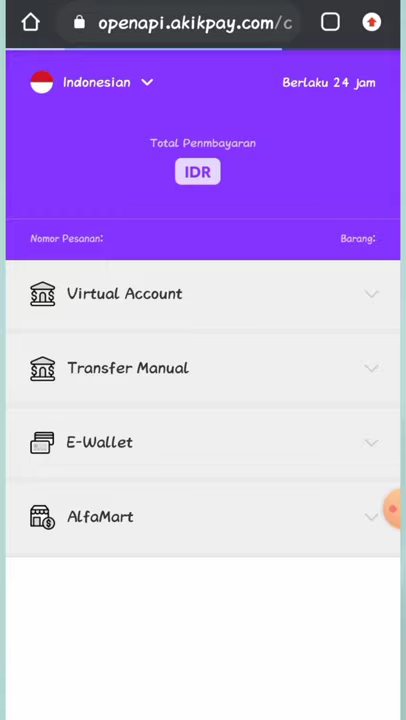 openapi.akikpay.com/c
Indonesian
Berlaku 24 jam
Total Penmbayaran
IDR
Nomor Pesanan:
Barang:
Virtual Account
Transfer Manual
E-Wallet
AlfaMart